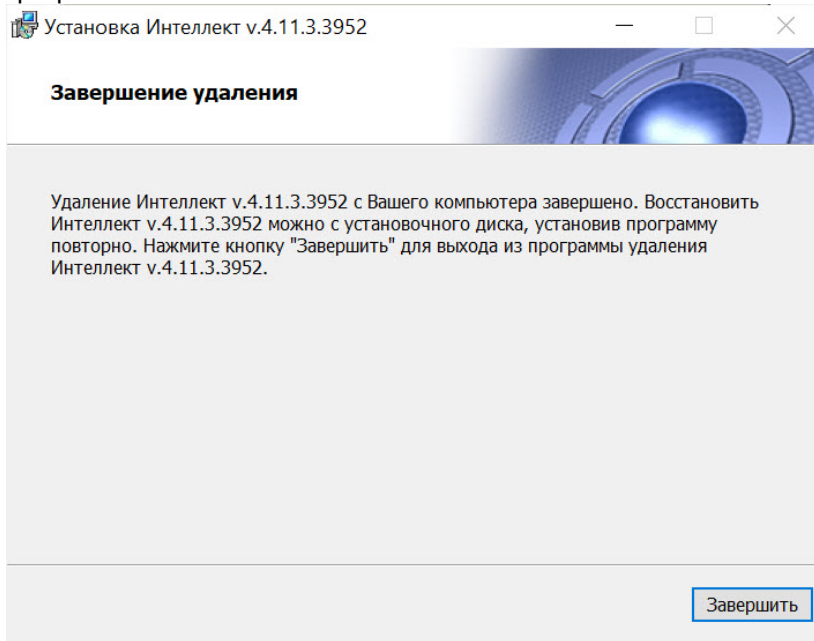 Установка Интеллект v.4.11.3.3952
Завершение удаления
Удаление Интеллект v.4.11.3.3952 с Вашего компьютера завершено. Восстановить
Интеллект v.4.11.3.3952 можно с установочного диска, установив программу
повторно. Нажмите кнопку "Завершить" для выхода из программы удаления
Интеллект v.4.11.3.3952.
Завершить